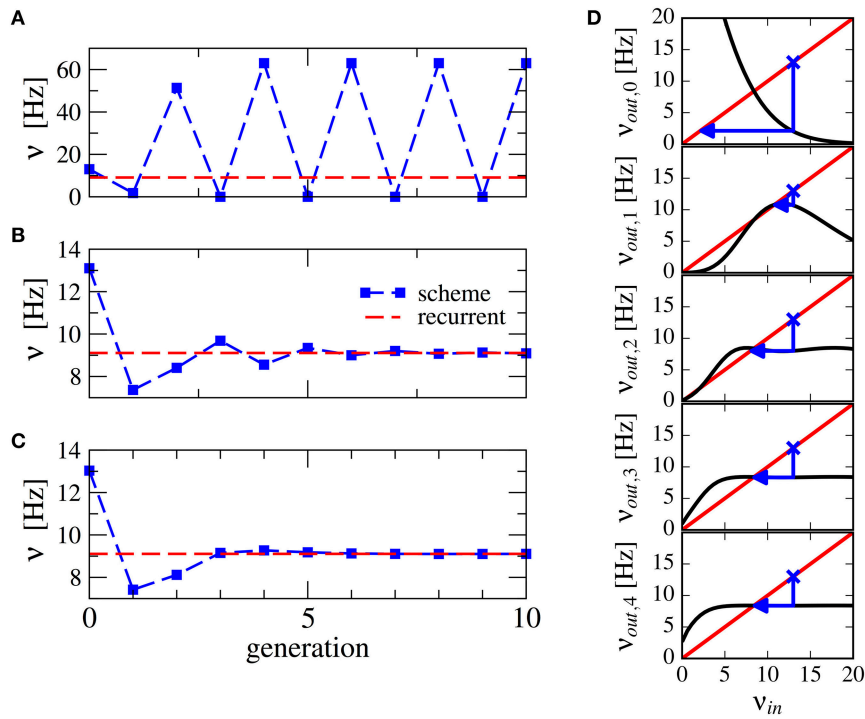 A
ν [Hz]
60
40
20
0
B
ν [Hz]
14
12
10
8
scheme
recurrent
C
ν [Hz]
14
12
10
8
0 5 10
generation
D
ν_out,0 [Hz]
20
15
10
5
0
ν_out,1 [Hz]
15
10
5
0
ν_out,2 [Hz]
15
10
5
0
ν_out,3 [Hz]
15
10
5
0
ν_out,4 [Hz]
15
10
5
0
0 5 10 15 20
ν_in